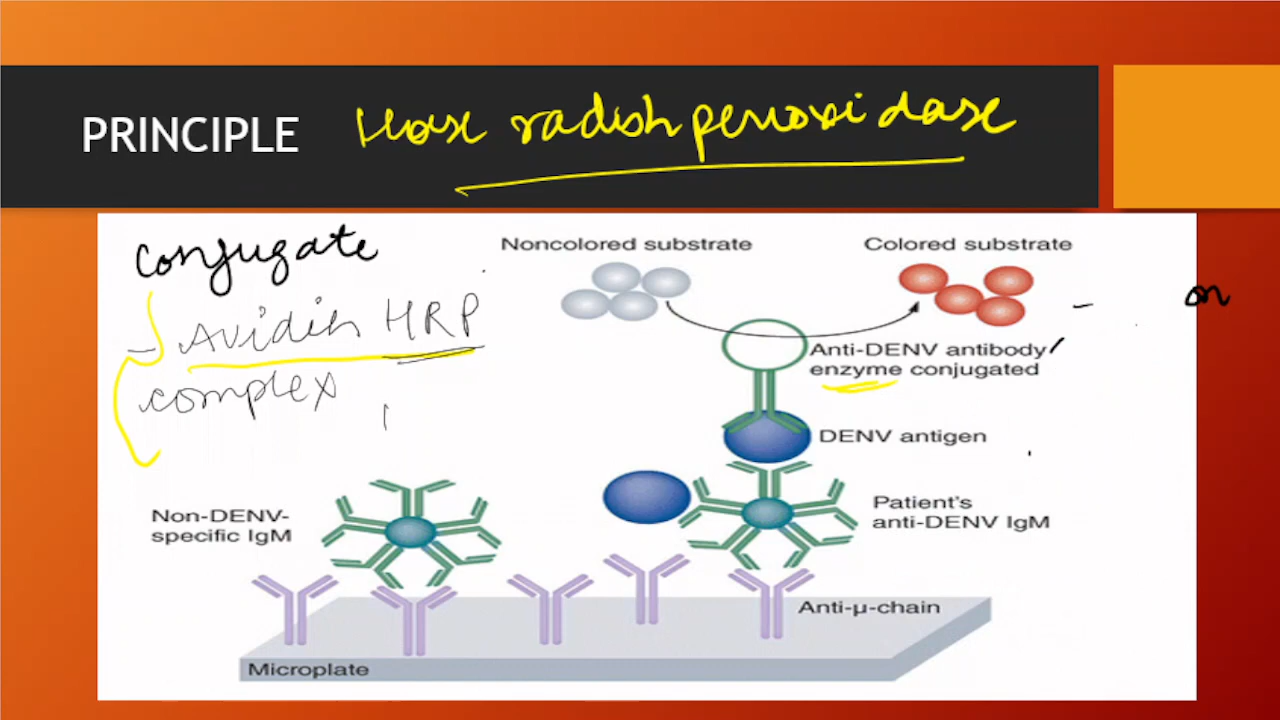 PRINCIPLE Horse radish peroxidase
Conjugate
Noncolored substrate
Colored substrate
on
- Avidin HRP
complex
Anti-DENV antibody
enzyme conjugated
DENV antigen
Non-DENV-
specific IgM
Patient's
anti-DENV IgM
Anti-μ-chain
Microplate